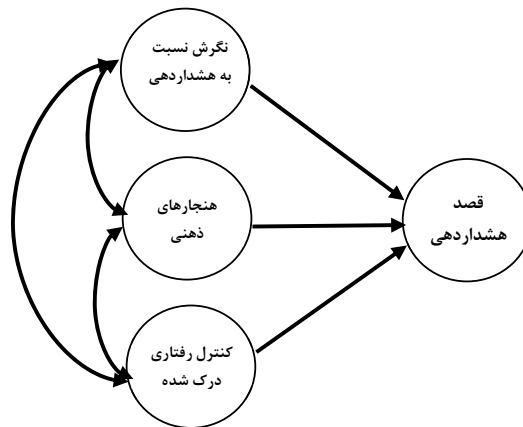 نگرش نسبت
به هشداردهی
هنجارهای
ذهنی
قصد
هشداردهی
کنترل رفتاری
درک شده